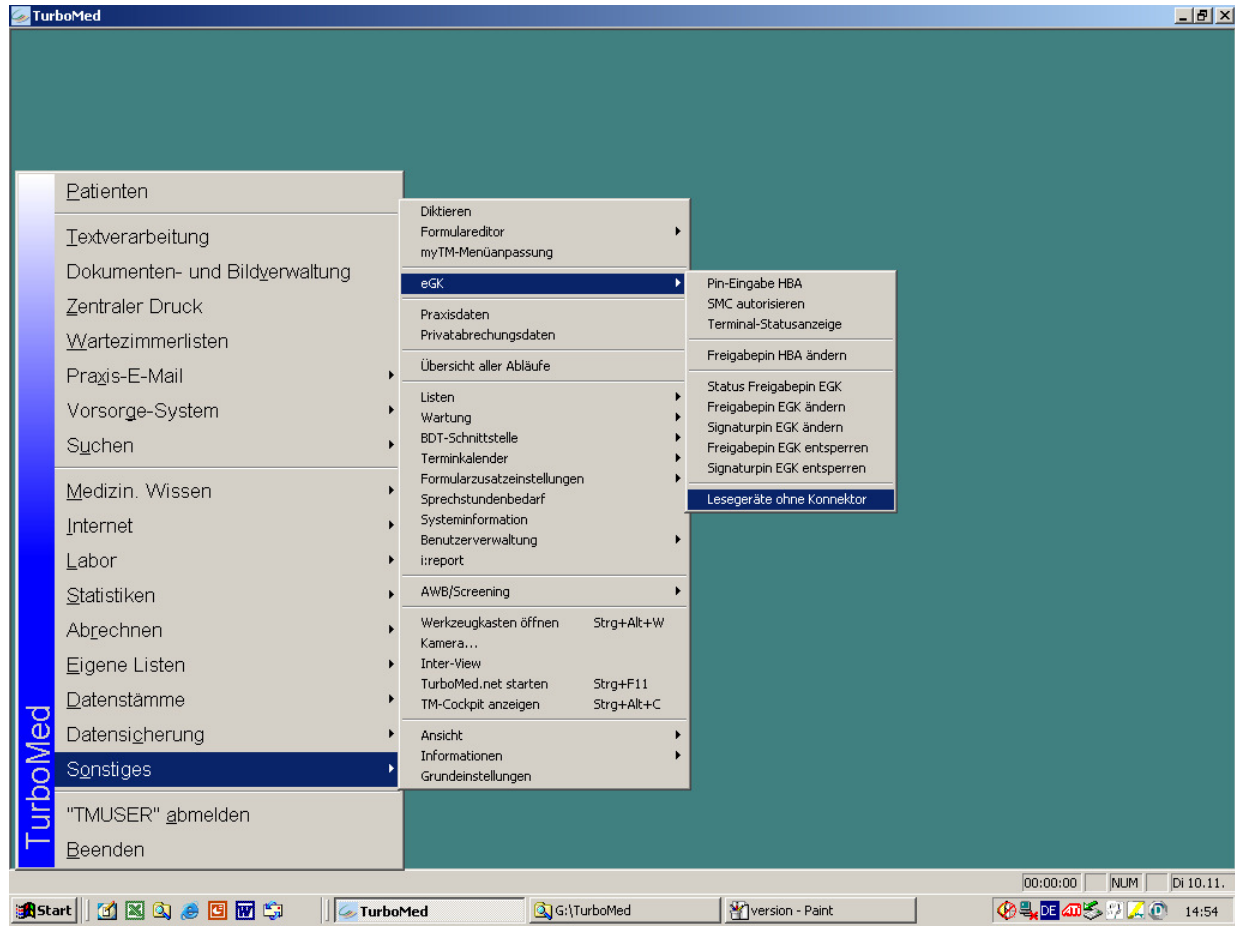 TurboMed
Patienten
Textverarbeitung
Dokumenten- und Bildverwaltung
Zentraler Druck
Wartezimmerlisten
Praxis-E-Mail
Vorsorge-System
Suchen
Medizin. Wissen
Internet
Labor
Statistiken
Abrechnen
Eigene Listen
Datenstämme
Datensicherung
Sonstiges
"TMUSER" abmelden
Beenden
TurboMed
Diktieren
Formulareditor
myTM-Menüanpassung
eGK
Praxisdaten
Privatabrechungsdaten
Übersicht aller Abläufe
Listen
Wartung
BDT-Schnittstelle
Terminkalender
Formularzusatzeinstellungen
Sprechstundenbedarf
Systeminformation
Benutzerverwaltung
i:report
AWB/Screening
Werkzeugkasten öffnen Strg+Alt+W
Kamera...
Inter-View
TurboMed.net starten Strg+F11
TM-Cockpit anzeigen Strg+Alt+C
Ansicht
Informationen
Grundeinstellungen
Pin-Eingabe HBA
SMC autorisieren
Terminal-Statusanzeige
Freigabepin HBA ändern
Status Freigabepin EGK
Freigabepin EGK ändern
Signaturpin EGK ändern
Freigabepin EGK entsperren
Signaturpin EGK entsperren
Lesegeräte ohne Konnektor
00:00:00 NUM Di 10.11.
Start TurboMed G:\TurboMed version - Paint DE 14:54